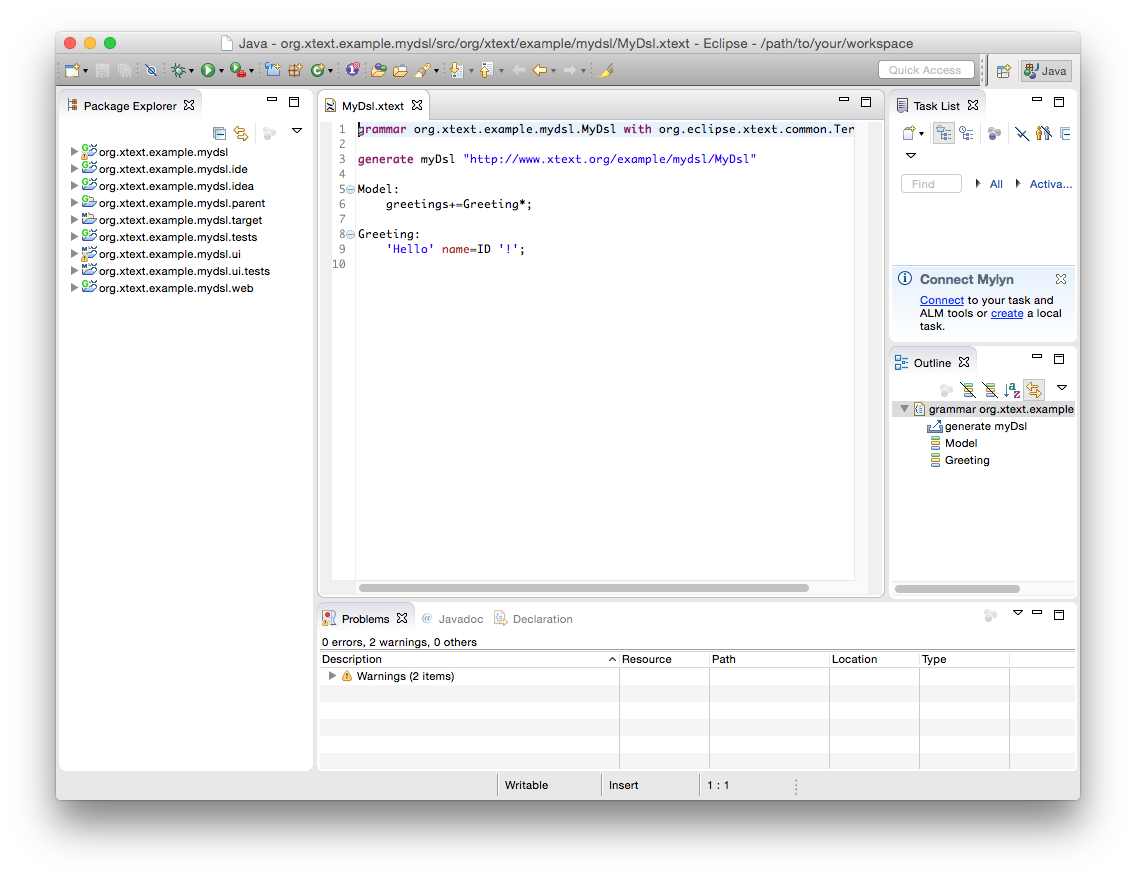 Java - org.xtext.example.mydsl/src/org/xtext/example/mydsl/MyDsl.xtext - Eclipse - /path/to/your/workspace
Quick Access
Java
Package Explorer
org.xtext.example.mydsl
org.xtext.example.mydsl.ide
org.xtext.example.mydsl.idea
org.xtext.example.mydsl.parent
org.xtext.example.mydsl.target
org.xtext.example.mydsl.tests
org.xtext.example.mydsl.ui
org.xtext.example.mydsl.ui.tests
org.xtext.example.mydsl.web
MyDsl.xtext
1 grammar org.xtext.example.mydsl.MyDsl with org.eclipse.xtext.common.Ter
2
3 generate myDsl "http://www.xtext.org/example/mydsl/MyDsl"
4
5 Model:
6 greetings+=Greeting*;
7
8 Greeting:
9 'Hello' name=ID '!';
10
Task List
Find
All
Activa...
Connect Mylyn
Connect to your task and
ALM tools or create a local
task.
Outline
grammar org.xtext.example
generate myDsl
Model
Greeting
Problems
@ Javadoc
Declaration
0 errors, 2 warnings, 0 others
Description Resource Path Location Type
Warnings (2 items)
Writable Insert 1 : 1